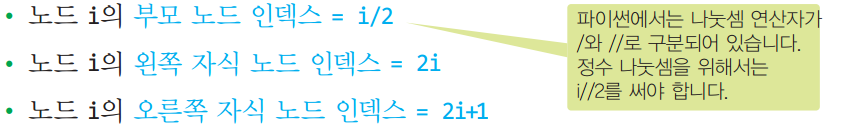 • 노드 i의 부모 노드 인덱스 = i/2
• 노드 i의 왼쪽 자식 노드 인덱스 = 2i
• 노드 i의 오른쪽 자식 노드 인덱스 = 2i+1
파이썬에서는 나눗셈 연산자가
/와 //로 구분되어 있습니다.
정수 나눗셈을 위해서는
i//2를 써야 합니다.